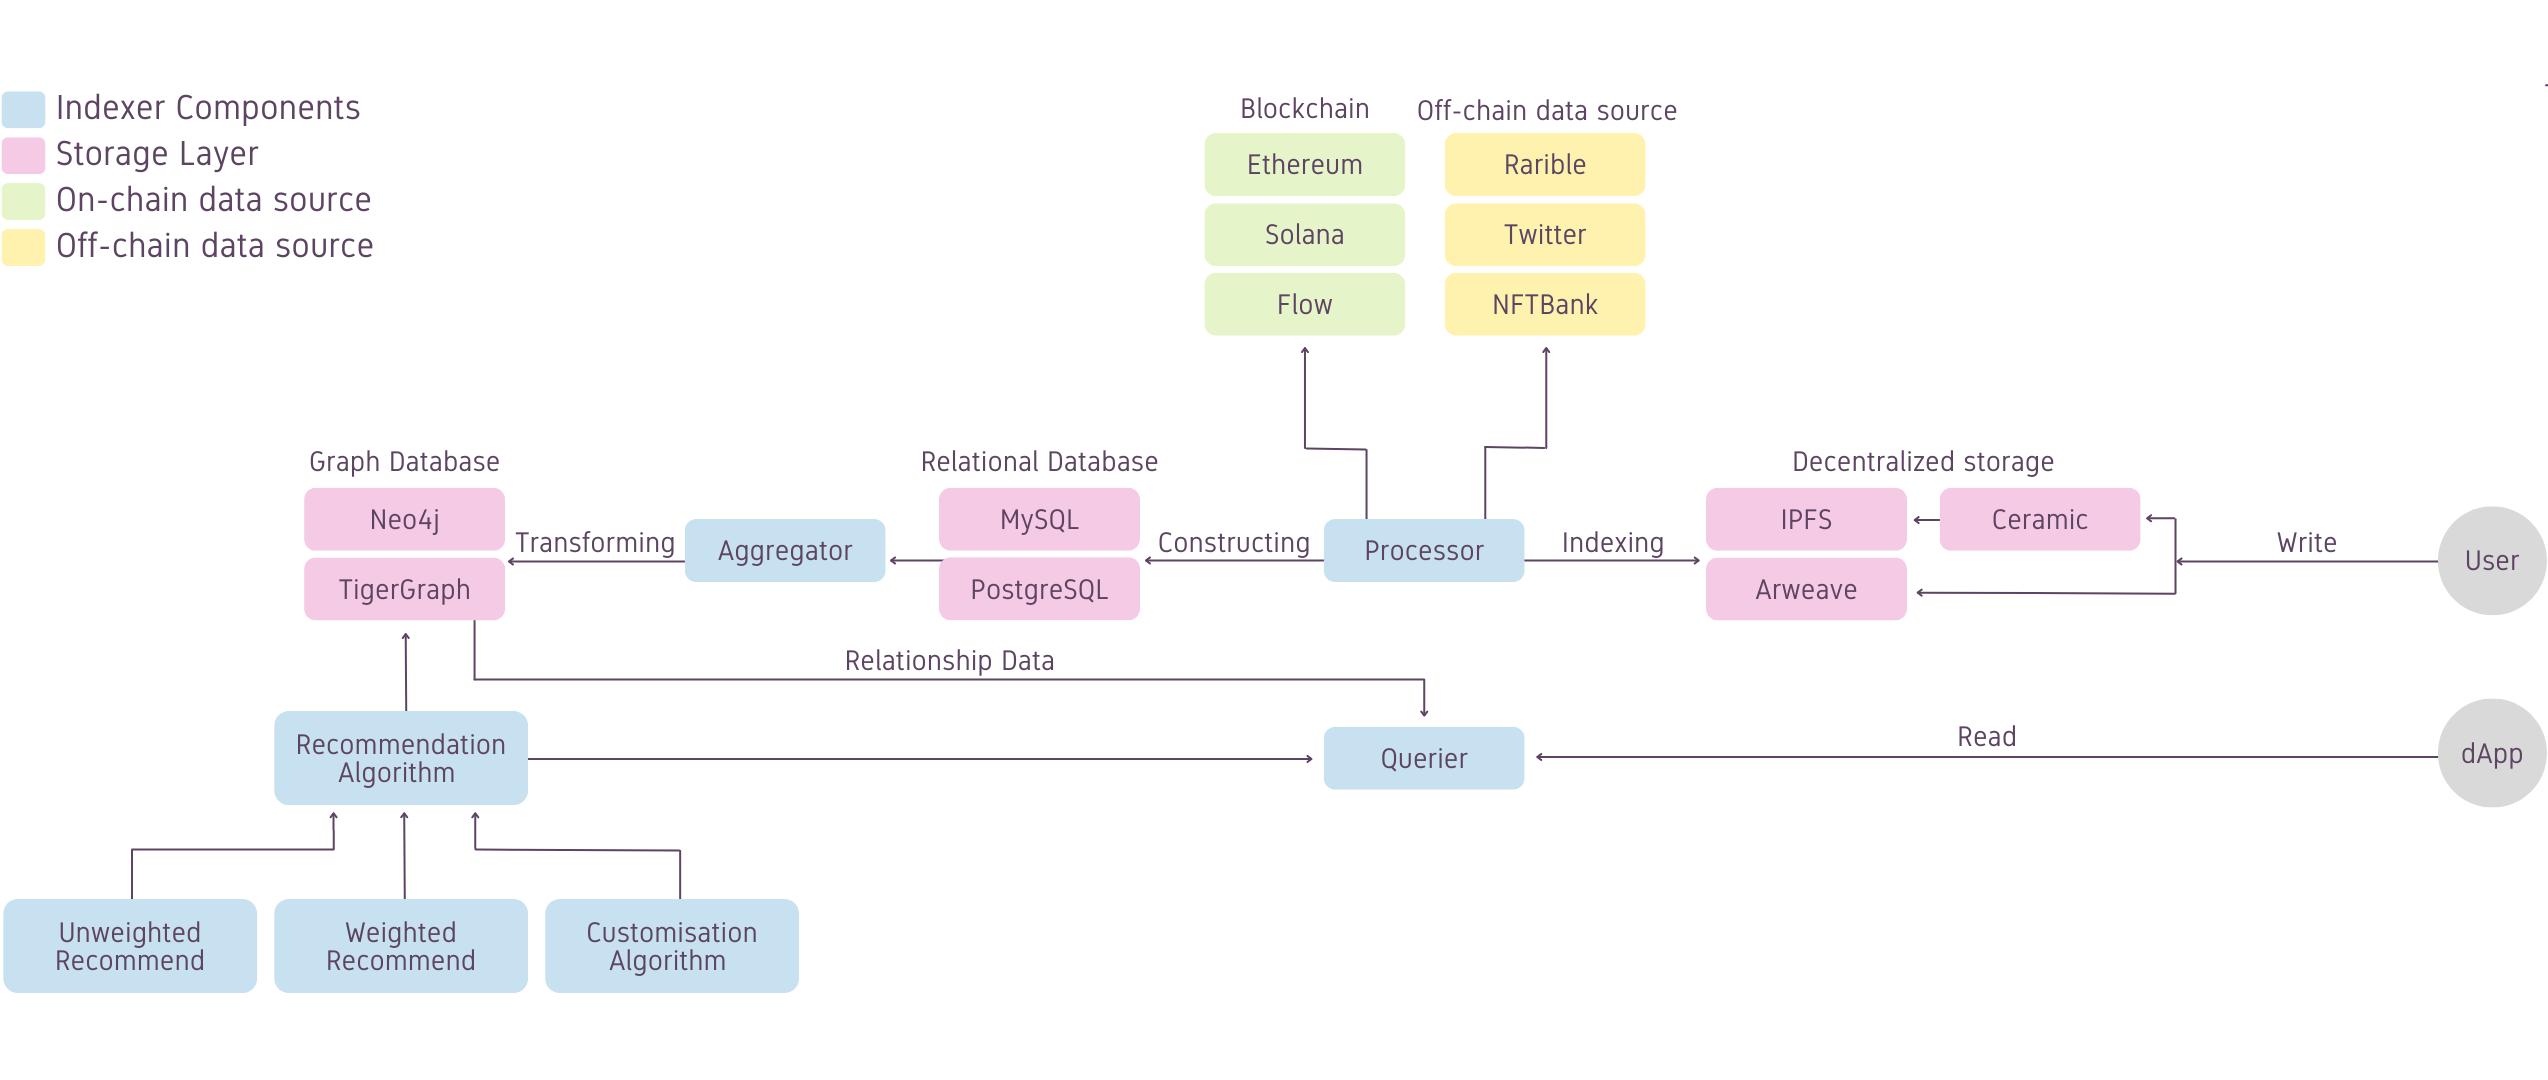 Indexer Components
Storage Layer
On-chain data source
Off-chain data source
Blockchain
Ethereum
Solana
Flow
Off-chain data source
Rarible
Twitter
NFTBank
Graph Database
Neo4j
TigerGraph
Transforming
Aggregator
Relational Database
MySQL
PostgreSQL
Constructing
Processor
Indexing
Decentralized storage
IPFS
Ceramic
Arweave
Write
User
Relationship Data
Recommendation
Algorithm
Querier
Read
dApp
Unweighted
Recommend
Weighted
Recommend
Customisation
Algorithm